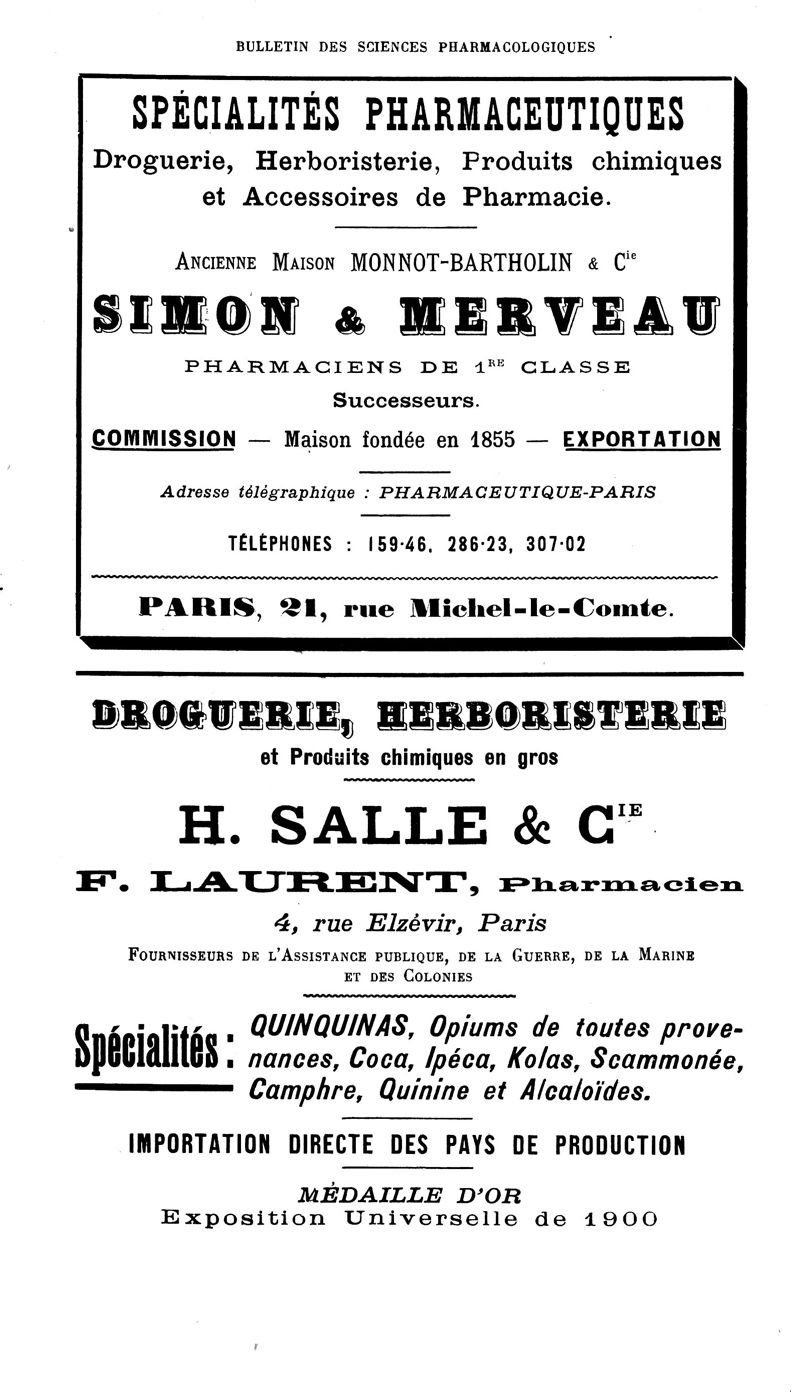 BULLETIN DES SCIENCES PHARMACOLOGIQUES
SPÉCIALITÉS PHARMACEUTIQUES
Droguerie, Herboristerie, Produits chimiques
et Accessoires de Pharmacie.
ANCIENNE MAISON MONNOT-BARTHOLIN & Cie
SIMON & MERVEAU
PHARMACIENS DE 1RE CLASSE
Successeurs.
COMMISSION — Maison fondée en 1855 — EXPORTATION
Adresse télégraphique : PHARMACEUTIQUE-PARIS
TÉLÉPHONES : 159·46, 286·23, 307·02
PARIS, 21, rue Michel-le-Comte.
DROGUERIE, HERBORISTERIE
et Produits chimiques en gros
H. SALLE & CIE
F. LAURENT, Pharmacien
4, rue Elzévir, Paris
FOURNISSEURS DE L'ASSISTANCE PUBLIQUE, DE LA GUERRE, DE LA MARINE
ET DES COLONIES
Spécialités : QUINQUINAS, Opiums de toutes prove-
nances, Coca, Ipéca, Kolas, Scammonée,
Camphre, Quinine et Alcaloïdes.
IMPORTATION DIRECTE DES PAYS DE PRODUCTION
MÉDAILLE D'OR
Exposition Universelle de 1900